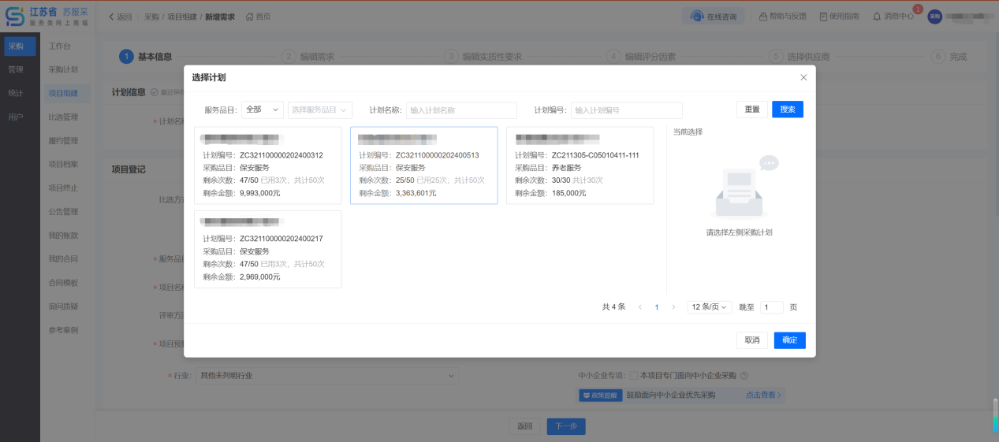 江苏省 苏服采
服务类网上商城
返回 采购 / 项目组建 / 新增需求 首页
在线咨询 帮助与反馈 使用指南 消息中心 1 采购
采购
管理
统计
用户
工作台
采购计划
项目组建
比选管理
履约管理
项目档案
项目终止
公告管理
我的账款
我的合同
合同模板
询问质疑
参考案例
1 基本信息 2 编辑需求 3 编辑实质性要求 4 编辑评分因素 5 选择供应商 6 完成
计划信息 最近保存
* 计划名称
项目登记
比选方式
* 服务品目
* 项目名称
评审方法
* 项目预算
选择计划
服务品目: 全部 选择服务品目 计划名称: 输入计划名称 计划编号: 输入计划编号 重置 搜索
计划编号: ZC321100000202400312
采购品目: 保安服务
剩余次数: 47/50 已用3次, 共计50次
剩余金额: 9,993,000元
计划编号: ZC321100000202400513
采购品目: 保安服务
剩余次数: 25/50 已用25次, 共计50次
剩余金额: 3,363,601元
计划编号: ZC211305-C05010411-111
采购品目: 养老服务
剩余次数: 30/30 共计30次
剩余金额: 185,000元
计划编号: ZC321100000202400217
采购品目: 保安服务
剩余次数: 47/50 已用3次, 共计50次
剩余金额: 2,969,000元
当前选择
请选择左侧采购计划
共 4 条 < 1 > 12 条/页 跳至 1 页
取消 确定
* 行业: 其他未列明行业
中小企业专项: 本项目专门面向中小企业采购
政策提醒 鼓励面向中小企业优先采购 点击查看 >
返回 下一步